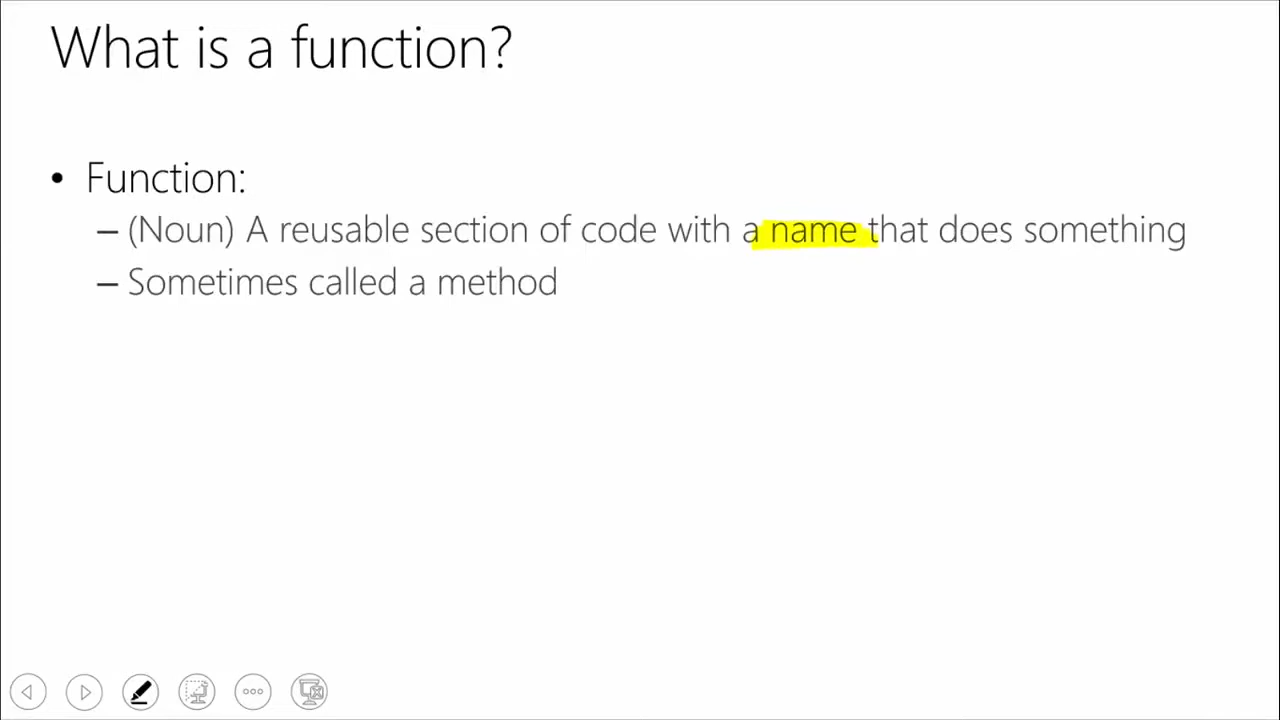 What is a function?
• Function:
– (Noun) A reusable section of code with a name that does something
– Sometimes called a method